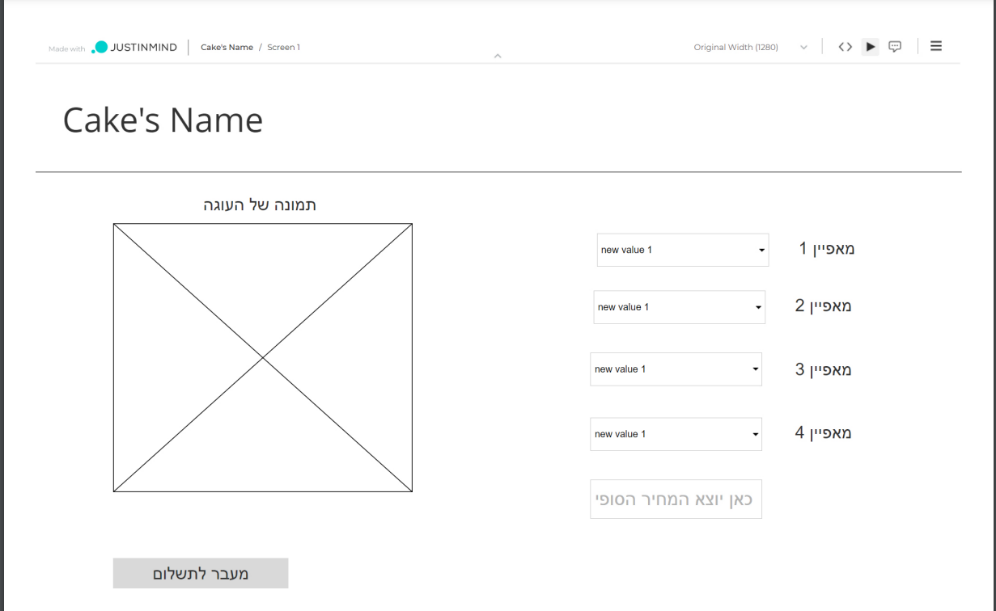 Made with JUSTINMIND Cake's Name / Screen 1 Original Width (1280)
Cake's Name
תמונה של העוגה
new value 1 מאפיין 1
new value 1 מאפיין 2
new value 1 מאפיין 3
new value 1 מאפיין 4
כאן יוצא המחיר הסופי
מעבר לתשלום